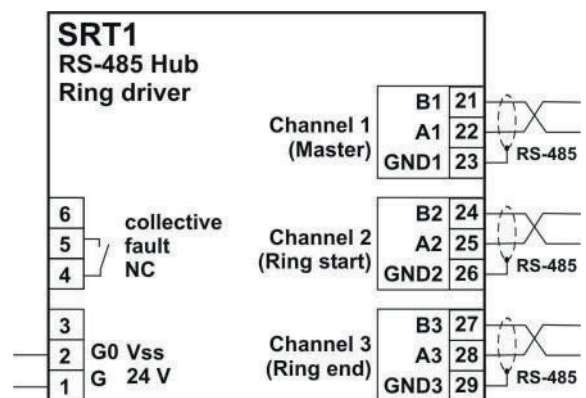 SRT1
RS-485 Hub
Ring driver
Channel 1
(Master)
B1 21
A1 22
GND1 23
RS-485
6
5
4
collective
fault
NC
Channel 2
(Ring start)
B2 24
A2 25
GND2 26
RS-485
3
2 G0 Vss
1 G 24 V
Channel 3
(Ring end)
B3 27
A3 28
GND3 29
RS-485